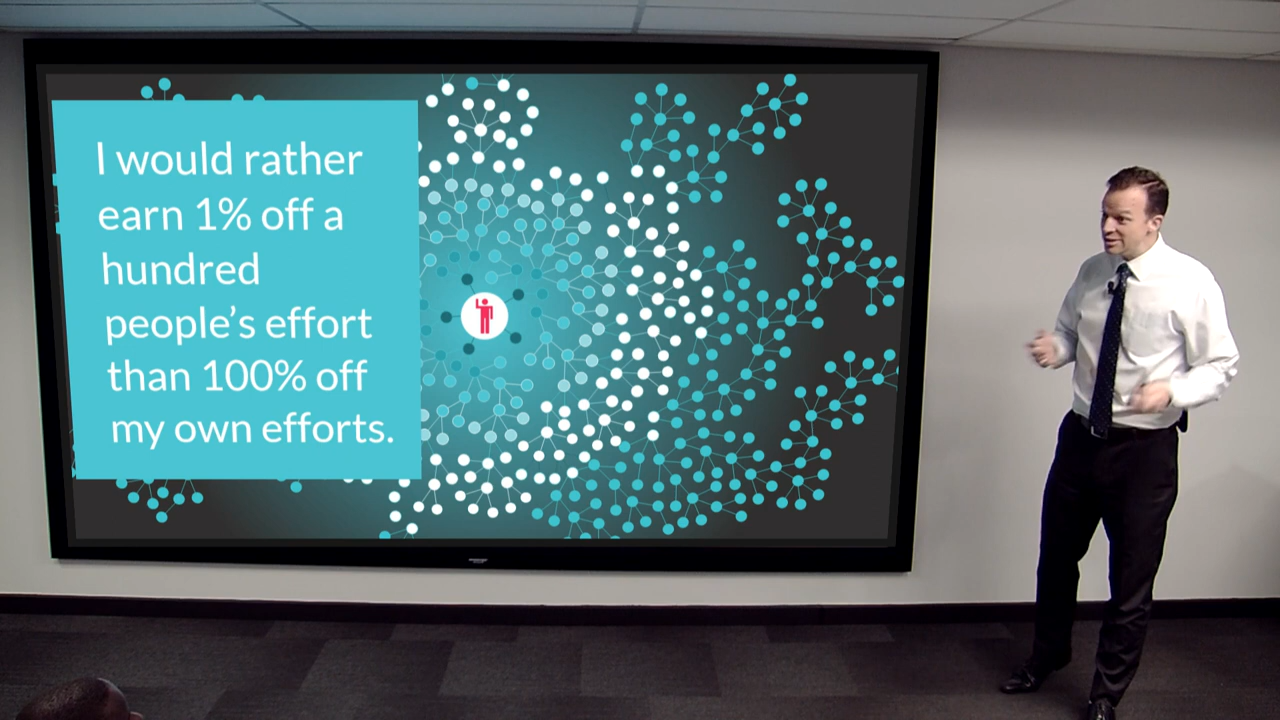 I would rather
earn 1% off a
hundred
people's effort
than 100% off
my own efforts.